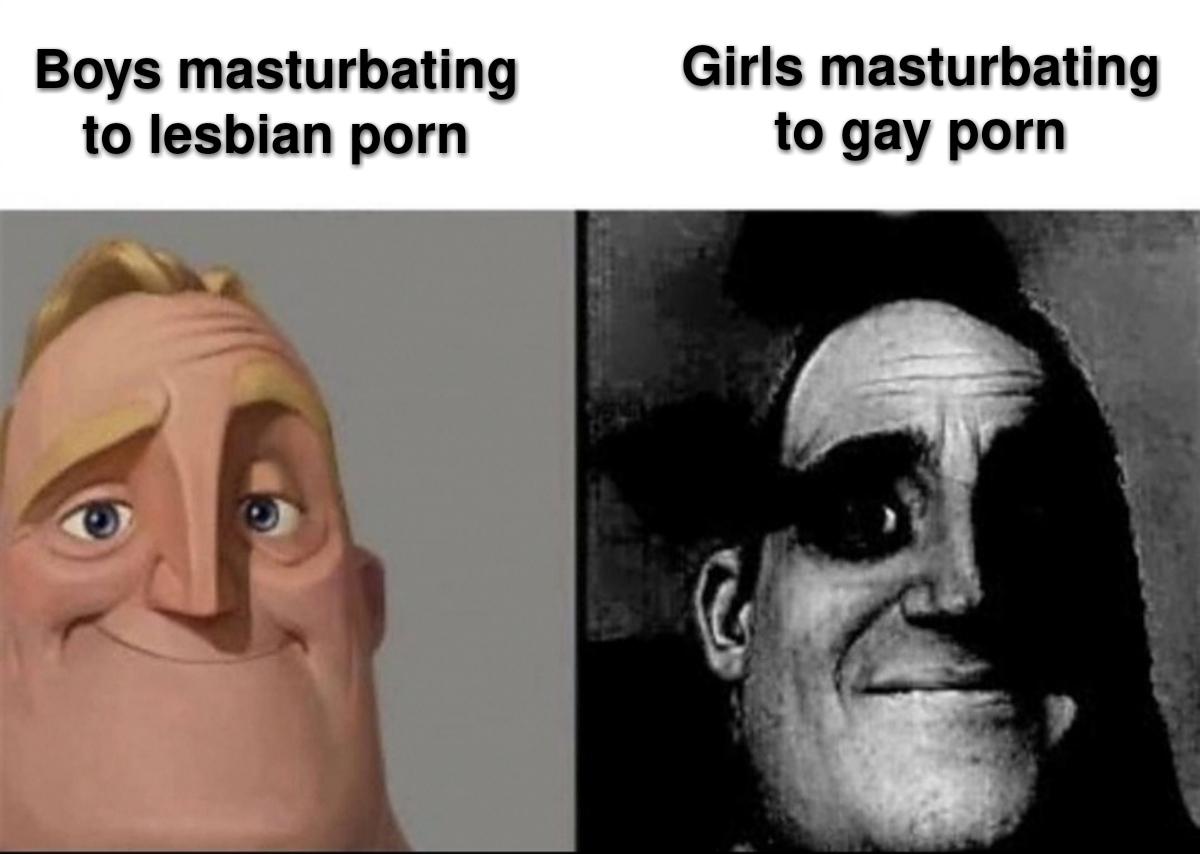 Boys masturbating
to lesbian porn
Girls masturbating
to gay porn